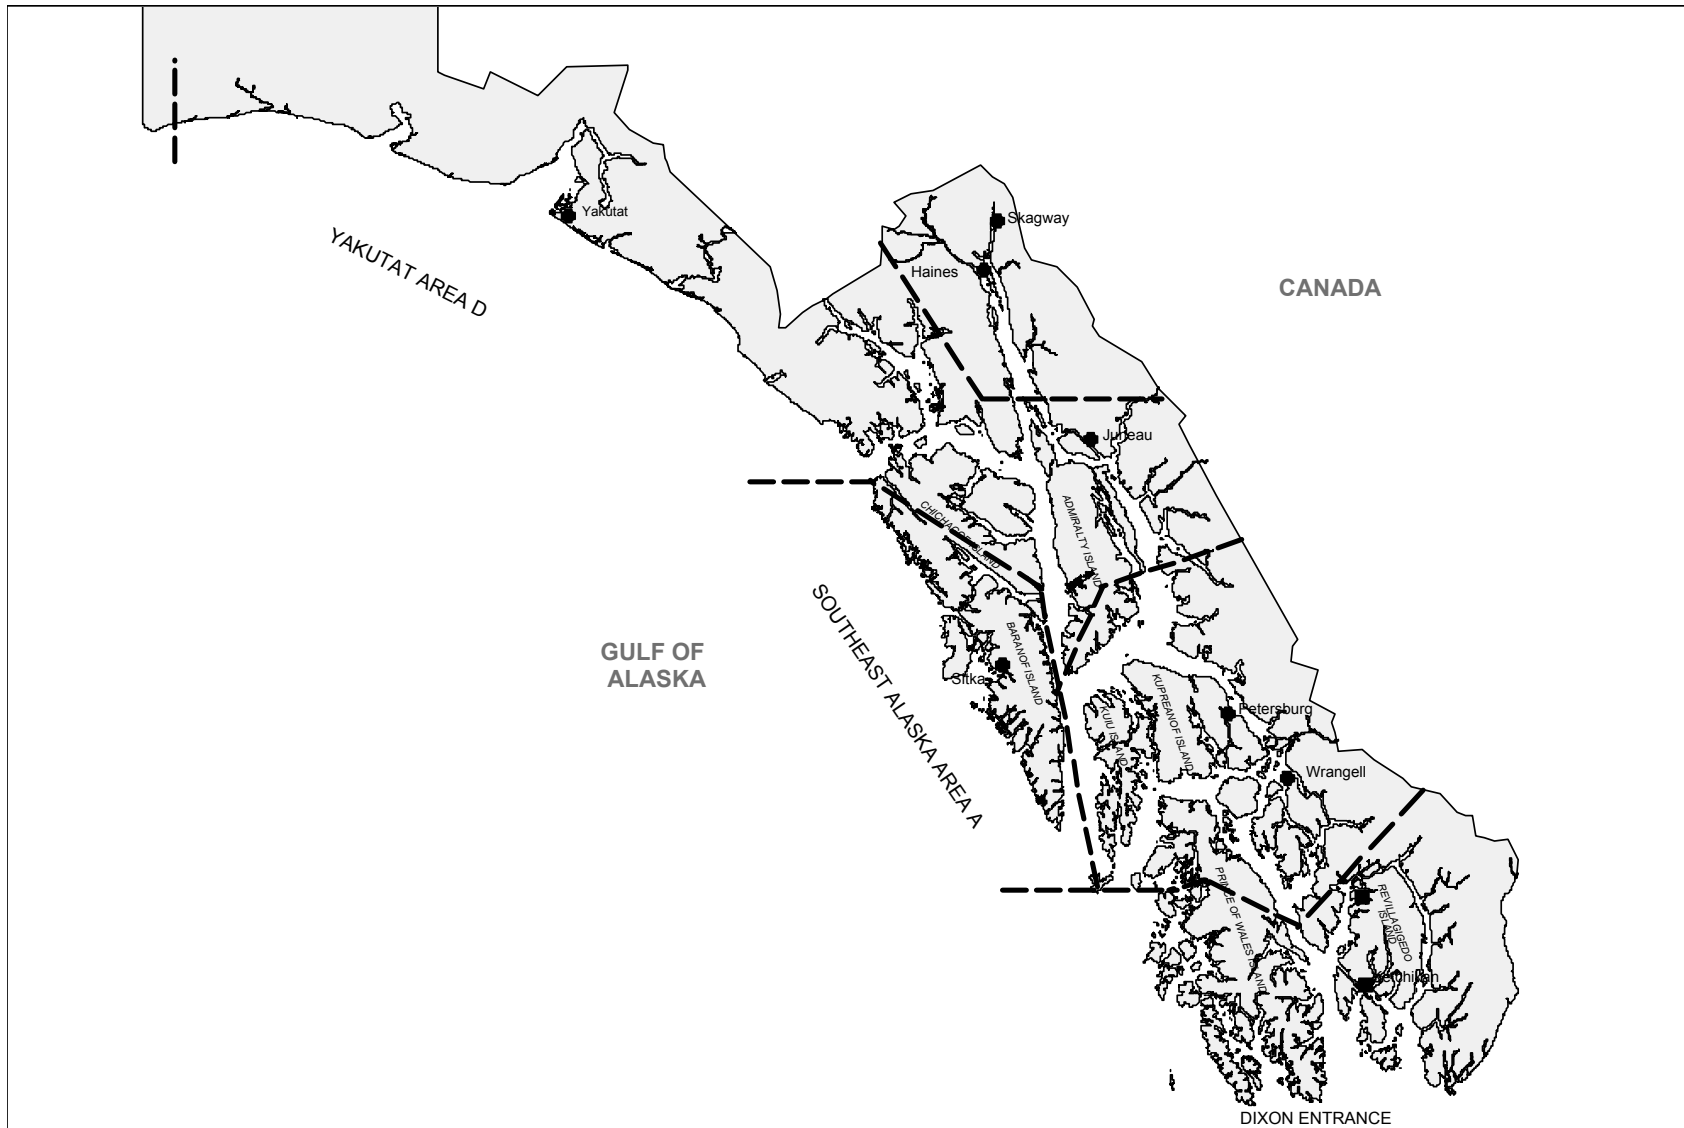 Yakutat
Skagway
YAKUTAT AREA D
Haines
CANADA
Juneau
CHICHAGOF ISLAND
ADMIRALTY ISLAND
SOUTHEAST ALASKA AREA A
GULF OF
ALASKA
BARANOF ISLAND
Sitka
KUIU ISLAND
KUPREANOF ISLAND
Petersburg
Wrangell
PRINCE OF WALES ISLAND
REVILLAGIGEDO
ISLAND
Ketchikan
DIXON ENTRANCE